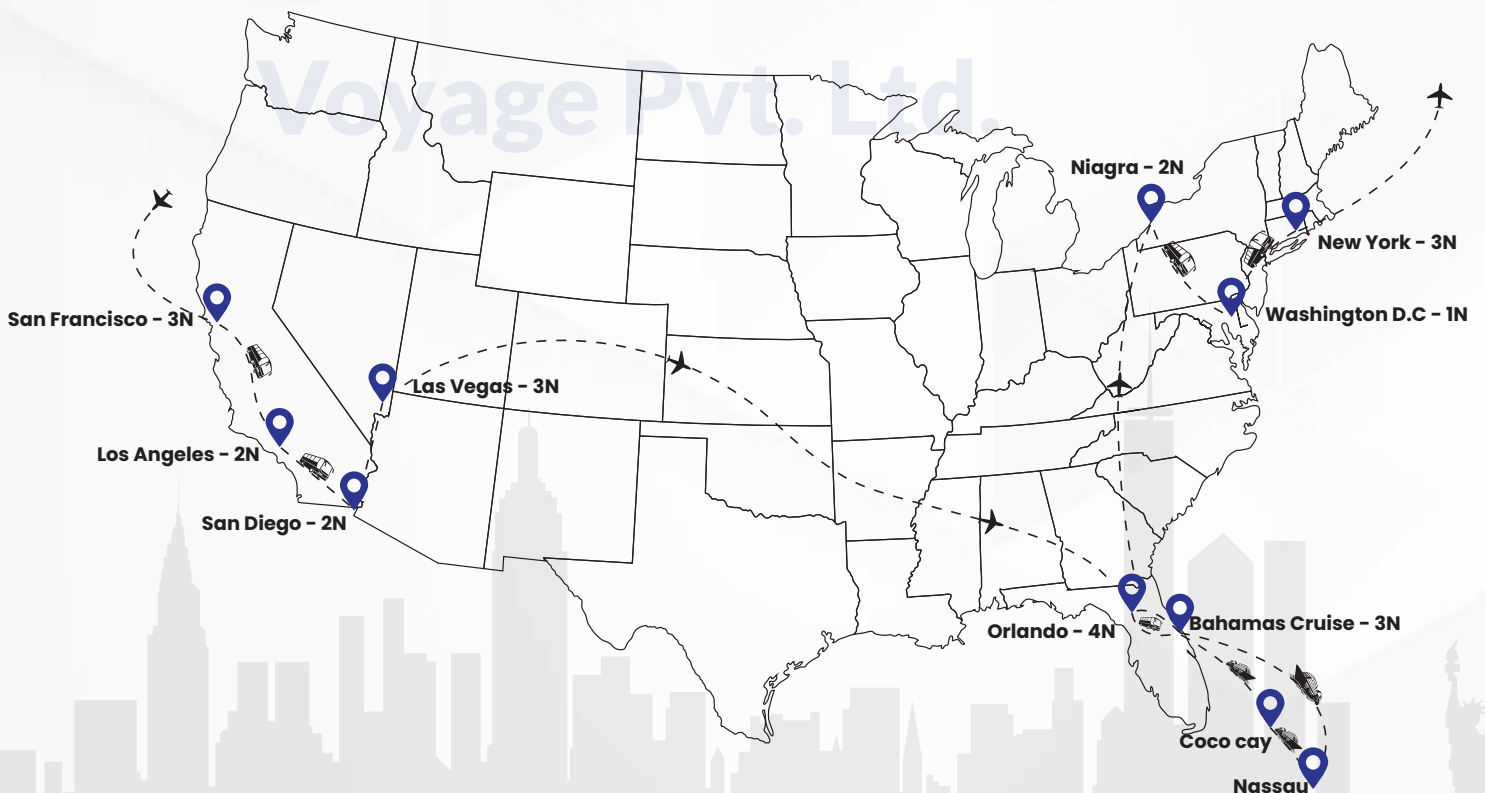 Voyage Pvt. Ltd.
Niagra - 2N
New York - 3N
San Francisco - 3N
Washington D.C - 1N
Las Vegas - 3N
Los Angeles - 2N
San Diego - 2N
Orlando - 4N
Bahamas Cruise - 3N
Coco cay
Nassau